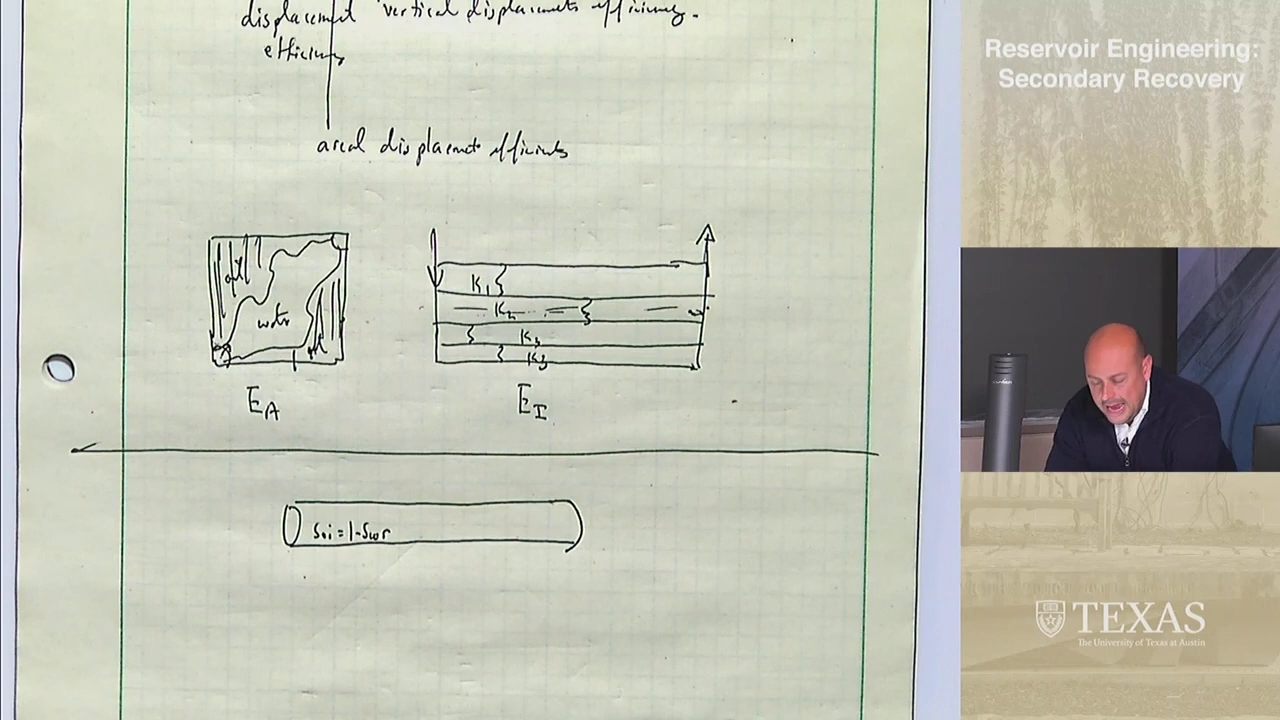 displacement vertical displacement efficiency.
efficiency
areal displacement efficiency
oil
water
oil
K1
K2
K3
EA
EI
Soi = 1-Swr
Reservoir Engineering:
Secondary Recovery
TEXAS
The University of Texas at Austin